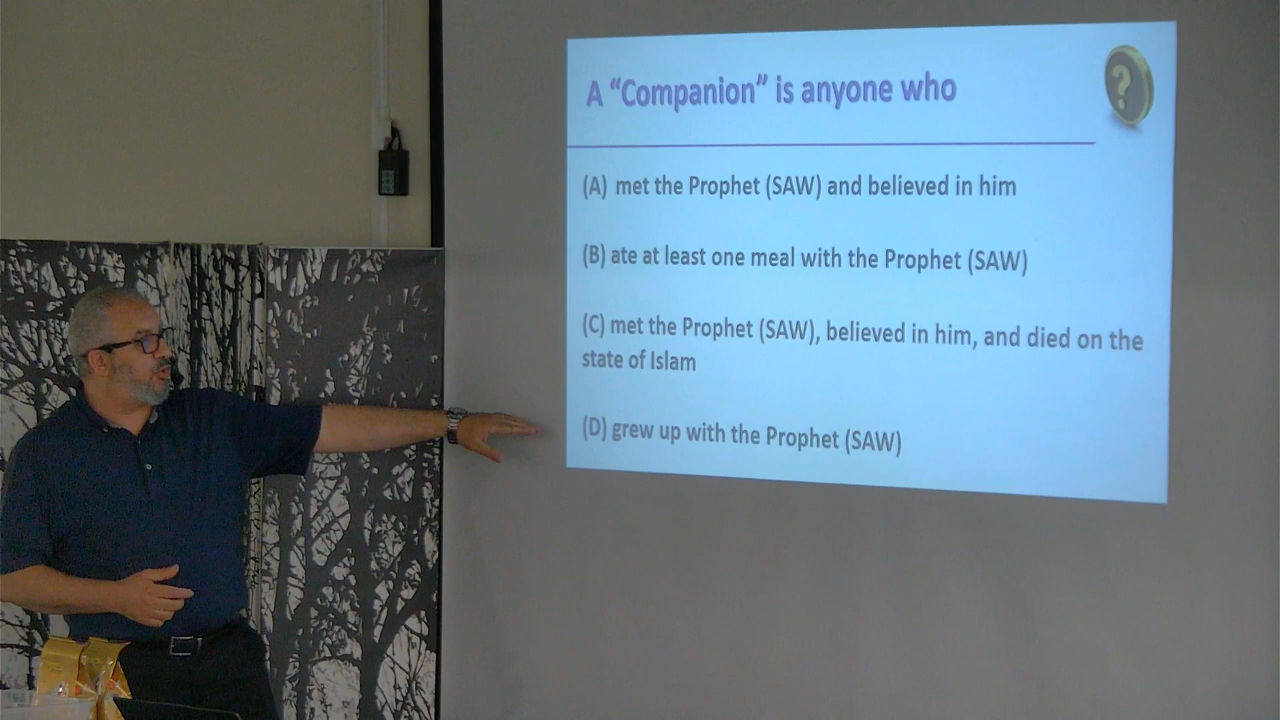 A “Companion” is anyone who
?
(A) met the Prophet (SAW) and believed in him
(B) ate at least one meal with the Prophet (SAW)
(C) met the Prophet (SAW), believed in him, and died on the
state of Islam
(D) grew up with the Prophet (SAW)